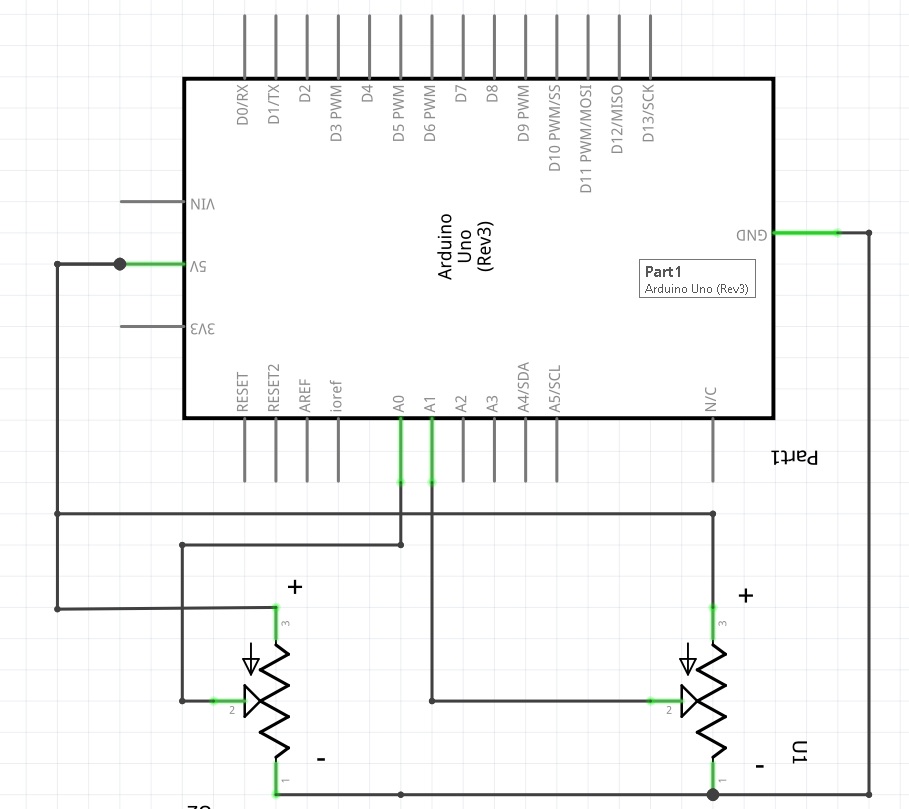 D0/RX
D1/TX
D2
D3 PWM
D4
D5 PWM
D6 PWM
D7
D8
D9 PWM
D10 PWM/SS
D11 PWM/MOSI
D12/MISO
D13/SCK
VIN
5V
3V3
Arduino
Uno
(Rev3)
GND
Part1
Arduino Uno (Rev3)
RESET
RESET2
AREF
ioref
A0
A1
A2
A3
A4/SDA
A5/SCL
N/C
Part1
+
3
2
-
1
+
3
2
-
1
U1